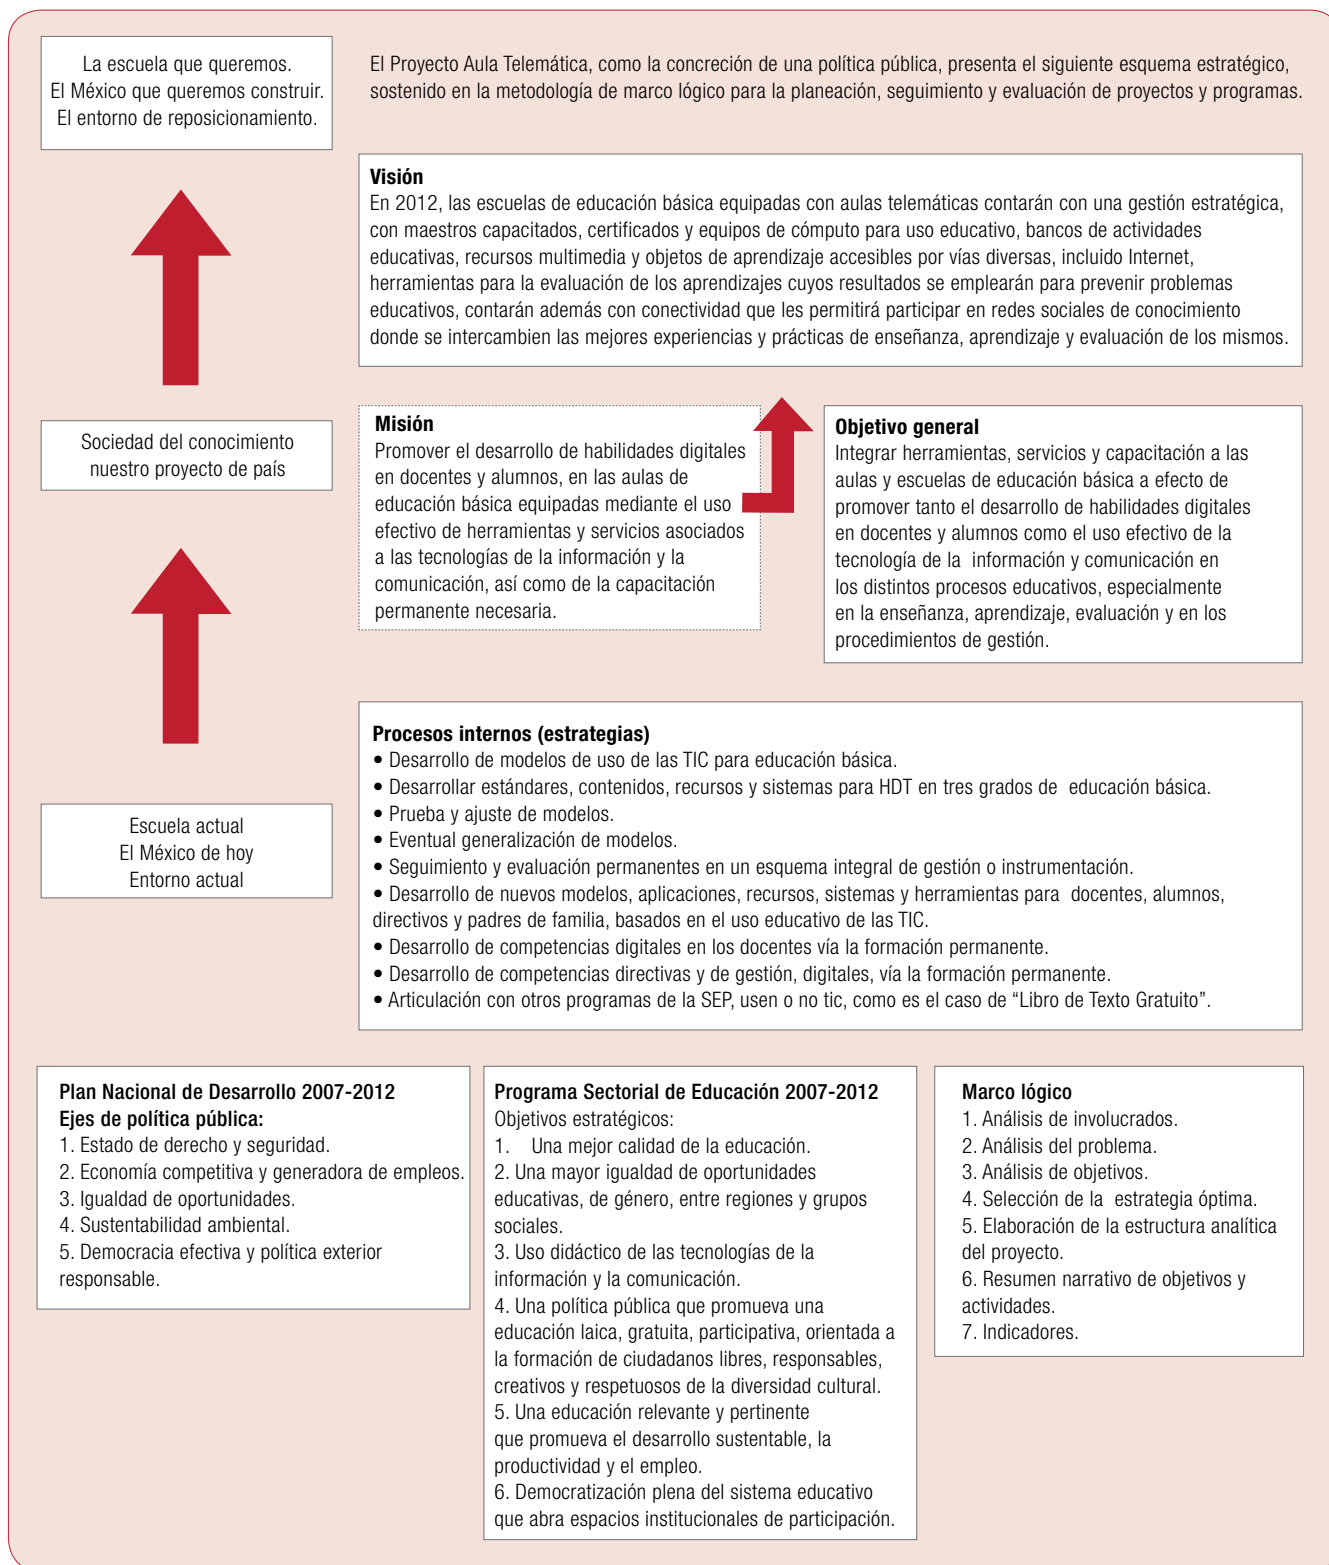 La escuela que queremos.
El México que queremos construir.
El entorno de reposicionamiento.
El Proyecto Aula Telemática, como la concreción de una política pública, presenta el siguiente esquema estratégico,
sostenido en la metodología de marco lógico para la planeación, seguimiento y evaluación de proyectos y programas.
Visión
En 2012, las escuelas de educación básica equipadas con aulas telemáticas contarán con una gestión estratégica,
con maestros capacitados, certificados y equipos de cómputo para uso educativo, bancos de actividades
educativas, recursos multimedia y objetos de aprendizaje accesibles por vías diversas, incluido Internet,
herramientas para la evaluación de los aprendizajes cuyos resultados se emplearán para prevenir problemas
educativos, contarán además con conectividad que les permitirá participar en redes sociales de conocimiento
donde se intercambien las mejores experiencias y prácticas de enseñanza, aprendizaje y evaluación de los mismos.
Sociedad del conocimiento
nuestro proyecto de país
Misión
Promover el desarrollo de habilidades digitales
en docentes y alumnos, en las aulas de
educación básica equipadas mediante el uso
efectivo de herramientas y servicios asociados
a las tecnologías de la información y la
comunicación, así como de la capacitación
permanente necesaria.
Objetivo general
Integrar herramientas, servicios y capacitación a las
aulas y escuelas de educación básica a efecto de
promover tanto el desarrollo de habilidades digitales
en docentes y alumnos como el uso efectivo de la
tecnología de la información y comunicación en
los distintos procesos educativos, especialmente
en la enseñanza, aprendizaje, evaluación y en los
procedimientos de gestión.
Escuela actual
El México de hoy
Entorno actual
Procesos internos (estrategias)
• Desarrollo de modelos de uso de las TIC para educación básica.
• Desarrollar estándares, contenidos, recursos y sistemas para HDT en tres grados de educación básica.
• Prueba y ajuste de modelos.
• Eventual generalización de modelos.
• Seguimiento y evaluación permanentes en un esquema integral de gestión o instrumentación.
• Desarrollo de nuevos modelos, aplicaciones, recursos, sistemas y herramientas para docentes, alumnos,
directivos y padres de familia, basados en el uso educativo de las TIC.
• Desarrollo de competencias digitales en los docentes vía la formación permanente.
• Desarrollo de competencias directivas y de gestión, digitales, vía la formación permanente.
• Articulación con otros programas de la SEP, usen o no tic, como es el caso de “Libro de Texto Gratuito”.
Plan Nacional de Desarrollo 2007-2012
Ejes de política pública:
1. Estado de derecho y seguridad.
2. Economía competitiva y generadora de empleos.
3. Igualdad de oportunidades.
4. Sustentabilidad ambiental.
5. Democracia efectiva y política exterior
responsable.
Programa Sectorial de Educación 2007-2012
Objetivos estratégicos:
1. Una mejor calidad de la educación.
2. Una mayor igualdad de oportunidades
educativas, de género, entre regiones y grupos
sociales.
3. Uso didáctico de las tecnologías de la
información y la comunicación.
4. Una política pública que promueva una
educación laica, gratuita, participativa, orientada a
la formación de ciudadanos libres, responsables,
creativos y respetuosos de la diversidad cultural.
5. Una educación relevante y pertinente
que promueva el desarrollo sustentable, la
productividad y el empleo.
6. Democratización plena del sistema educativo
que abra espacios institucionales de participación.
Marco lógico
1. Análisis de involucrados.
2. Análisis del problema.
3. Análisis de objetivos.
4. Selección de la estrategia óptima.
5. Elaboración de la estructura analítica
del proyecto.
6. Resumen narrativo de objetivos y
actividades.
7. Indicadores.